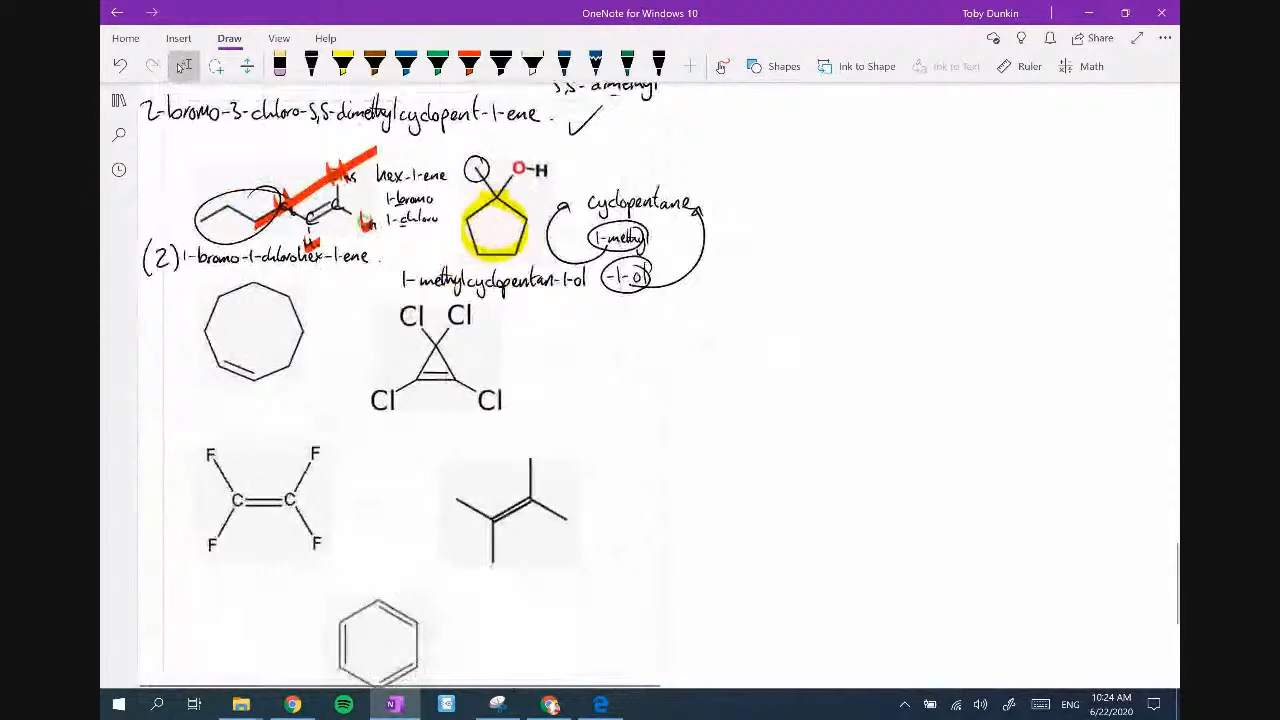 OneNote for Windows 10
Toby Dunkin
Home
Insert
Draw
View
Help
Share
Shapes
Ink to Shape
Ink to Text
Ruler
Math
5,5-dimethyl
2-bromo-3-chloro-5,5-dimethylcyclopent-1-ene.
hex-1-ene
1-bromo
1-chloro
O-H
cyclopentane
1-methyl
-1-ol
(2) 1-bromo-1-chlorohex-1-ene.
1-methylcyclopentan-1-ol
Cl Cl
Cl Cl
F F
C C
F F
ENG
10:24 AM
6/22/2020